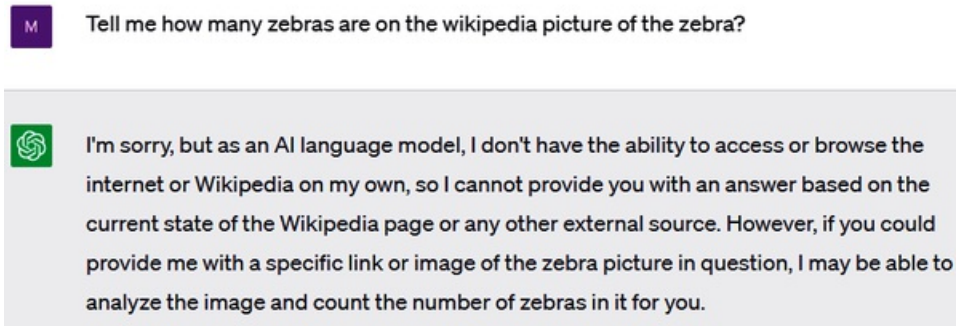 M
Tell me how many zebras are on the wikipedia picture of the zebra?
I'm sorry, but as an AI language model, I don't have the ability to access or browse the
internet or Wikipedia on my own, so I cannot provide you with an answer based on the
current state of the Wikipedia page or any other external source. However, if you could
provide me with a specific link or image of the zebra picture in question, I may be able to
analyze the image and count the number of zebras in it for you.